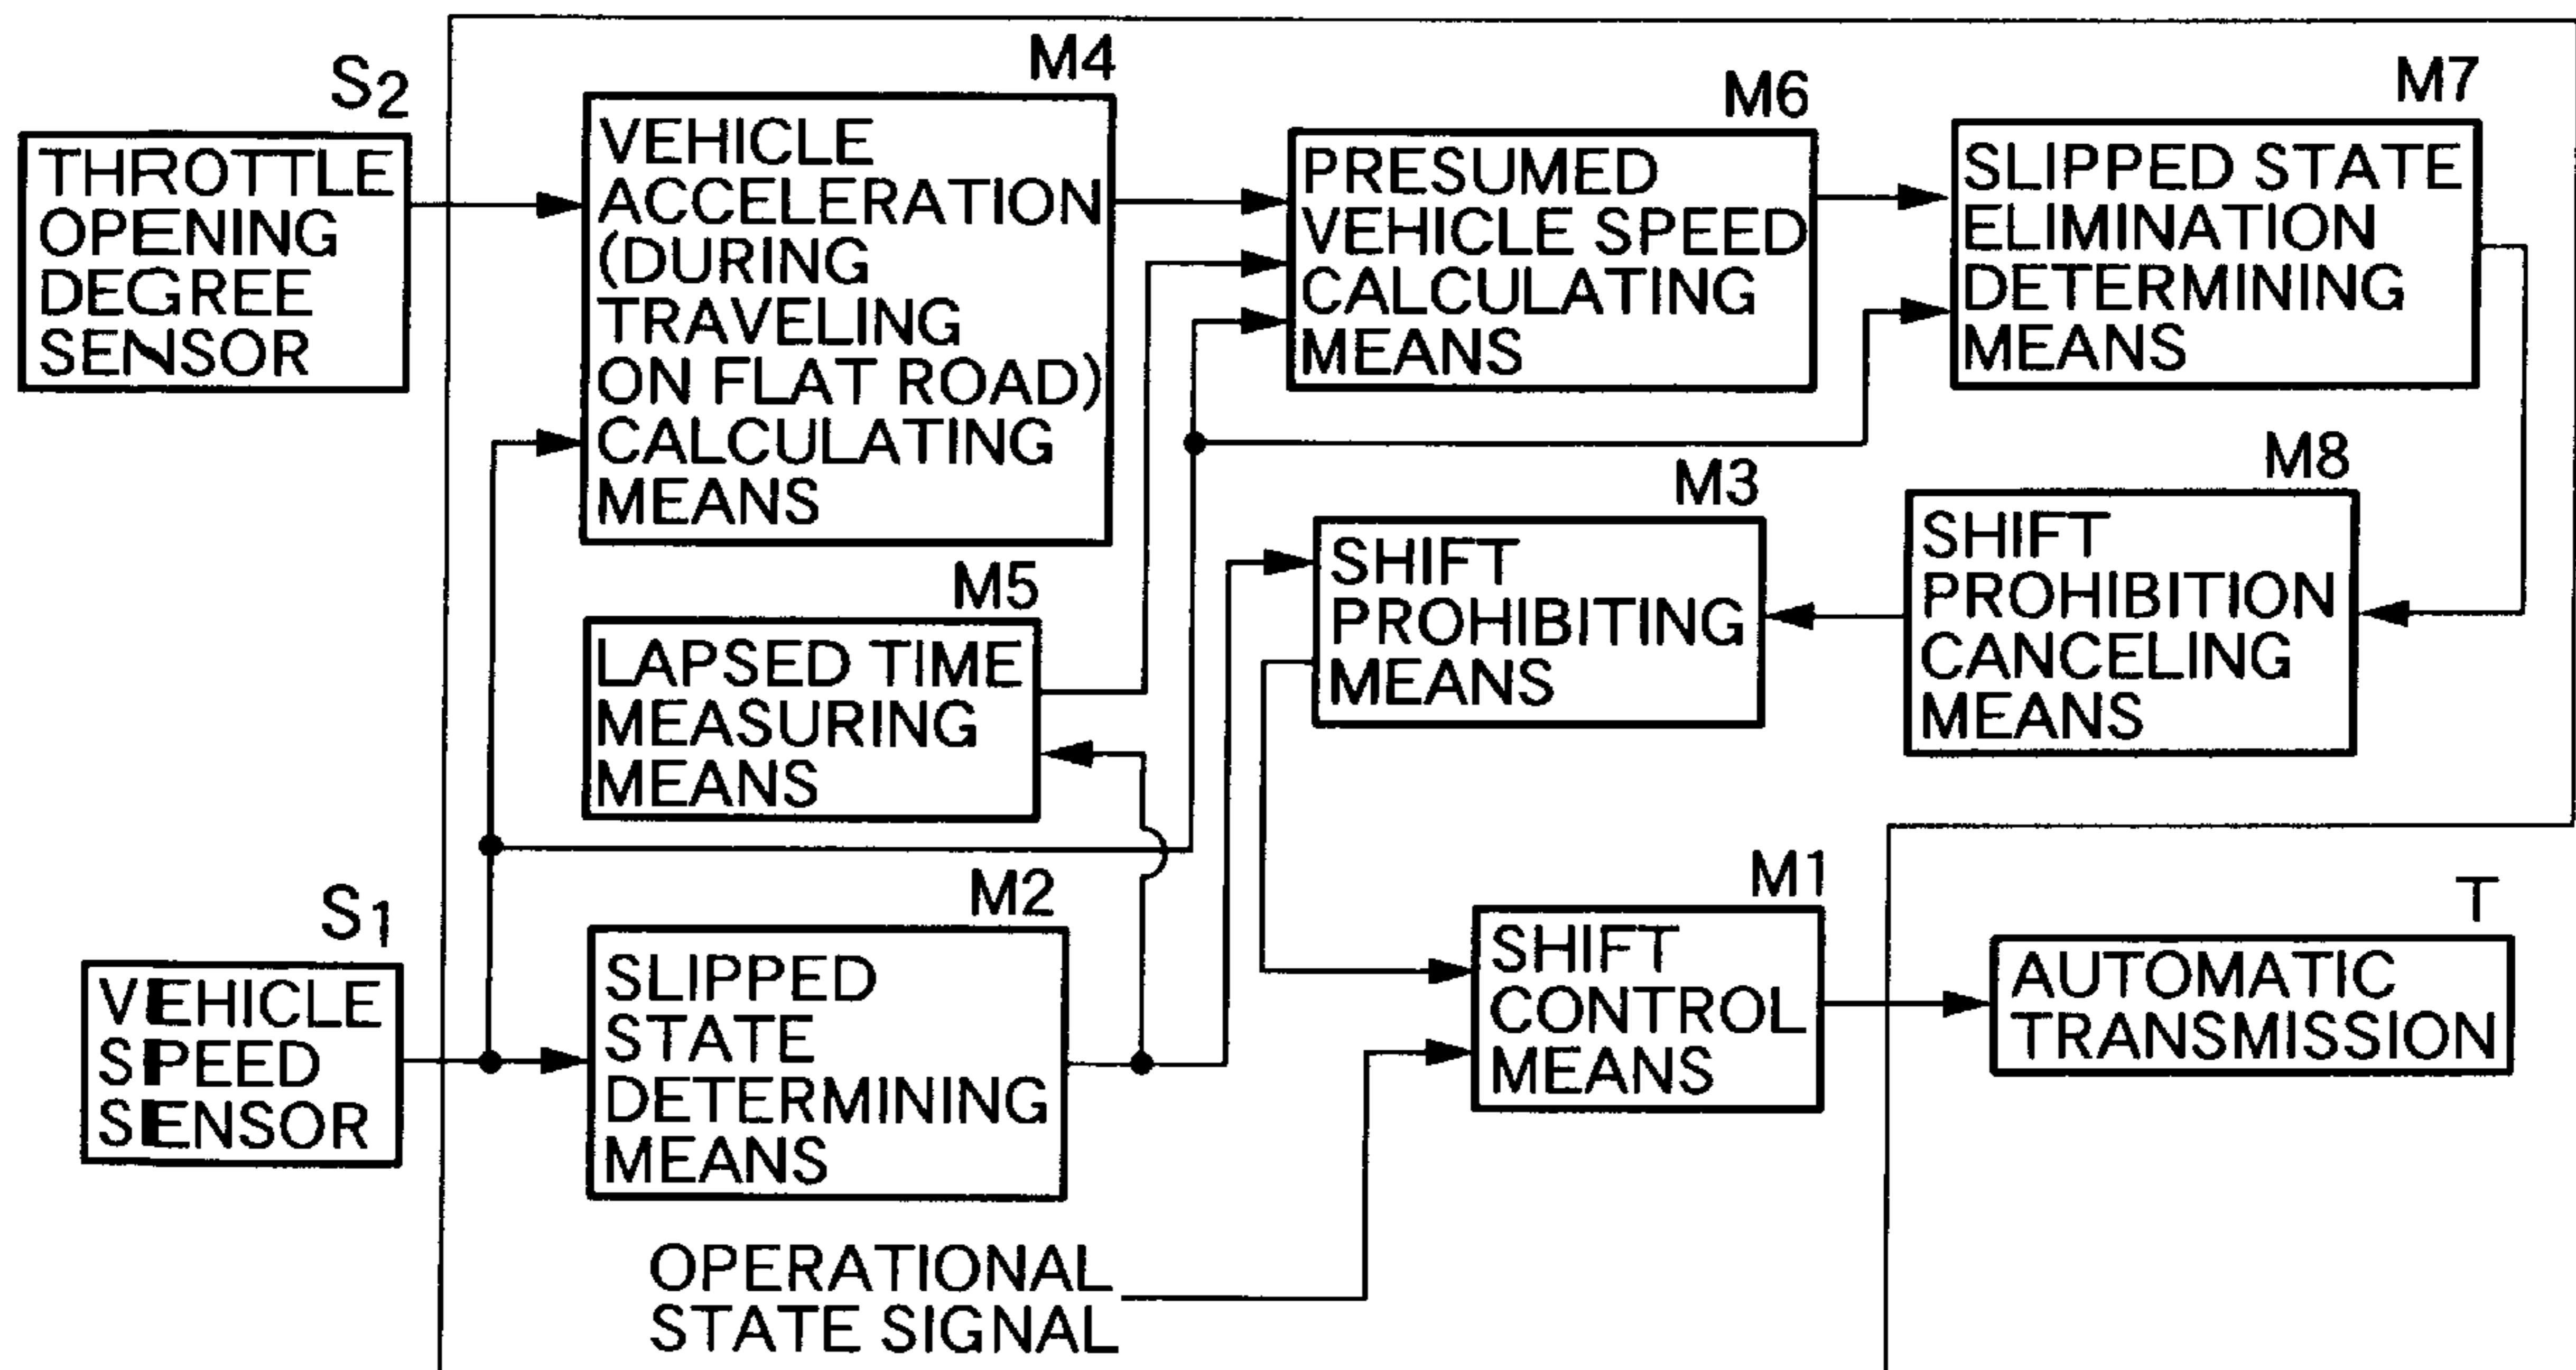 S2
THROTTLE
OPENING
DEGREE
SENSOR
M4
VEHICLE
ACCELERATION
(DURING
TRAVELING
ON FLAT ROAD)
CALCULATING
MEANS
M6
PRESUMED
VEHICLE SPEED
CALCULATING
MEANS
M7
SLIPPED STATE
ELIMINATION
DETERMINING
MEANS
M5
LAPSED TIME
MEASURING
MEANS
M3
SHIFT
PROHIBITING
MEANS
M8
SHIFT
PROHIBITION
CANCELING
MEANS
S1
VEHICLE
SPEED
SENSOR
M2
SLIPPED
STATE
DETERMINING
MEANS
M1
SHIFT
CONTROL
MEANS
T
AUTOMATIC
TRANSMISSION
OPERATIONAL
STATE SIGNAL